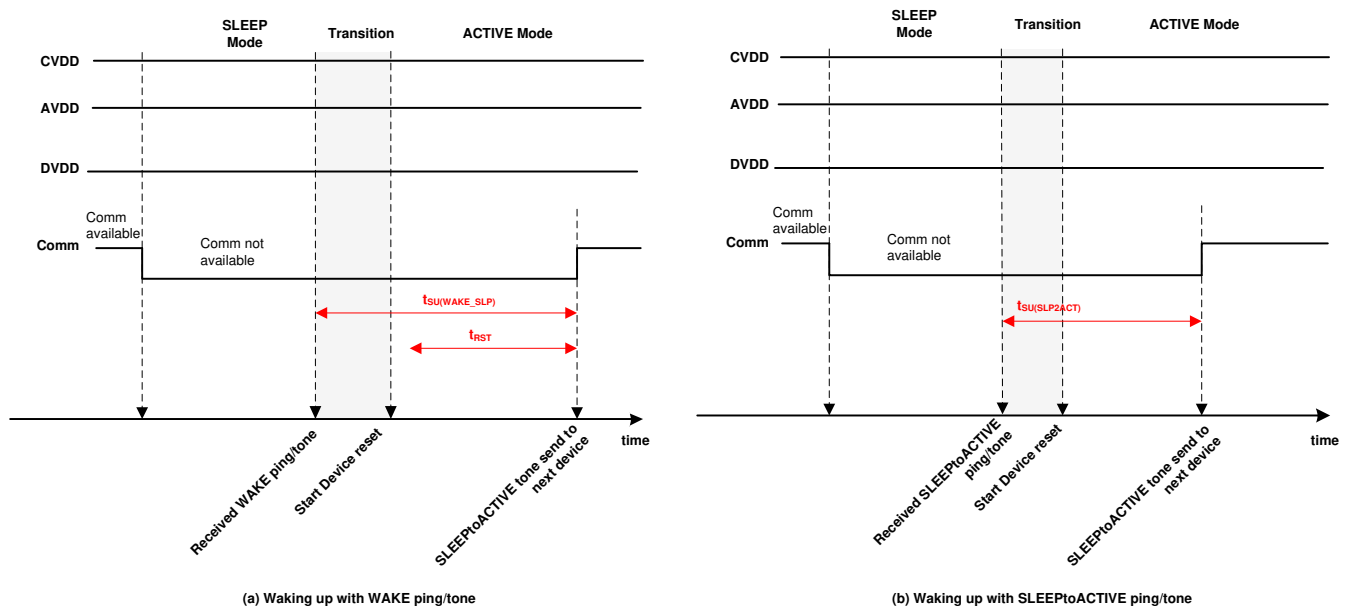 SLEEP
Mode
Transition
ACTIVE Mode
CVDD
AVDD
DVDD
Comm
available
Comm
Comm not
available
tSU(WAKE_SLP)
tRST
time
Received WAKE ping/tone
Start Device reset
SLEEPtoACTIVE tone send to
next device
(a) Waking up with WAKE ping/tone
SLEEP
Mode
Transition
ACTIVE Mode
CVDD
AVDD
DVDD
Comm
available
Comm
Comm not
available
tSU(SLP2ACT)
time
Received SLEEPtoACTIVE
ping/tone
Start Device reset
SLEEPtoACTIVE tone send to
next device
(b) Waking up with SLEEPtoACTIVE ping/tone